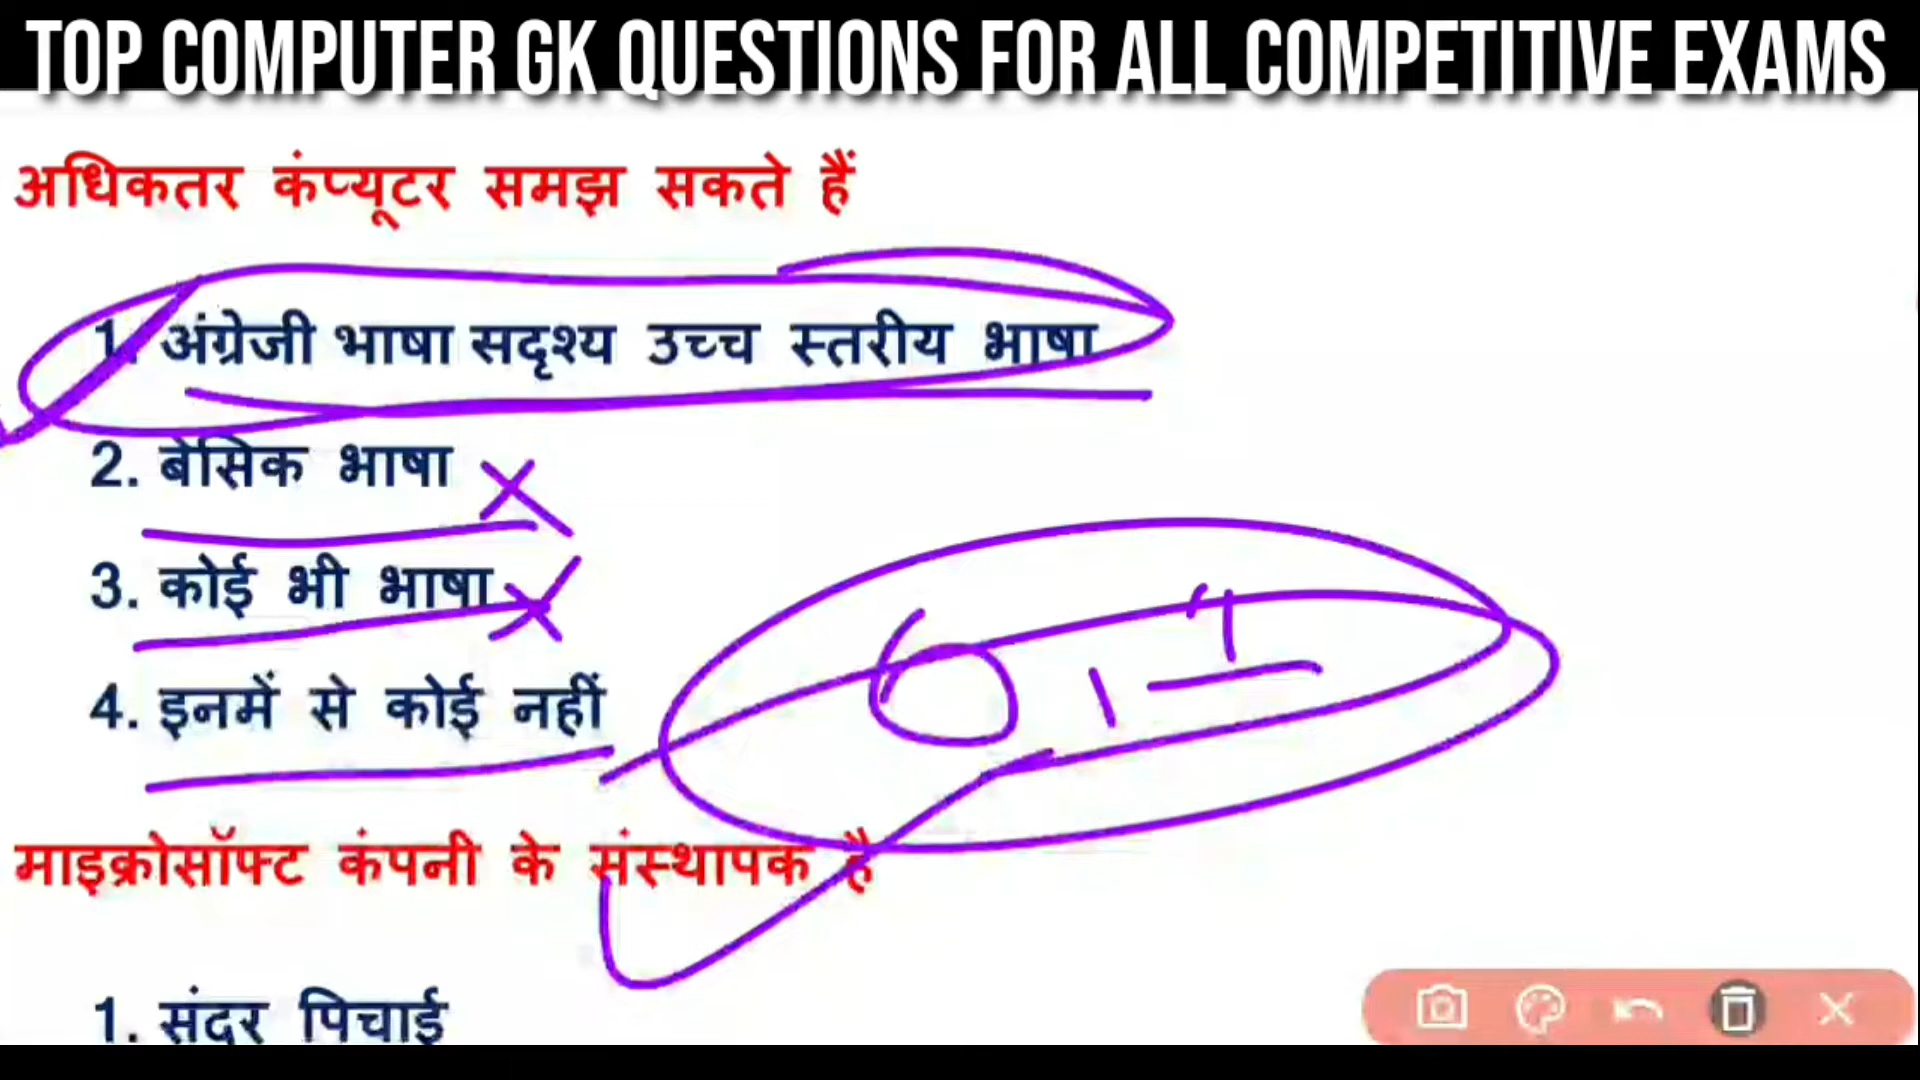 TOP COMPUTER GK QUESTIONS FOR ALL COMPETITIVE EXAMS
अधिकतर कंप्यूटर समझ सकते हैं
1. अंग्रेजी भाषा सदृश्य उच्च स्तरीय भाषा
2. बेसिक भाषा
3. कोई भी भाषा
4. इनमें से कोई नहीं
माइक्रोसॉफ्ट कंपनी के संस्थापक है
1. संदर पिचाई